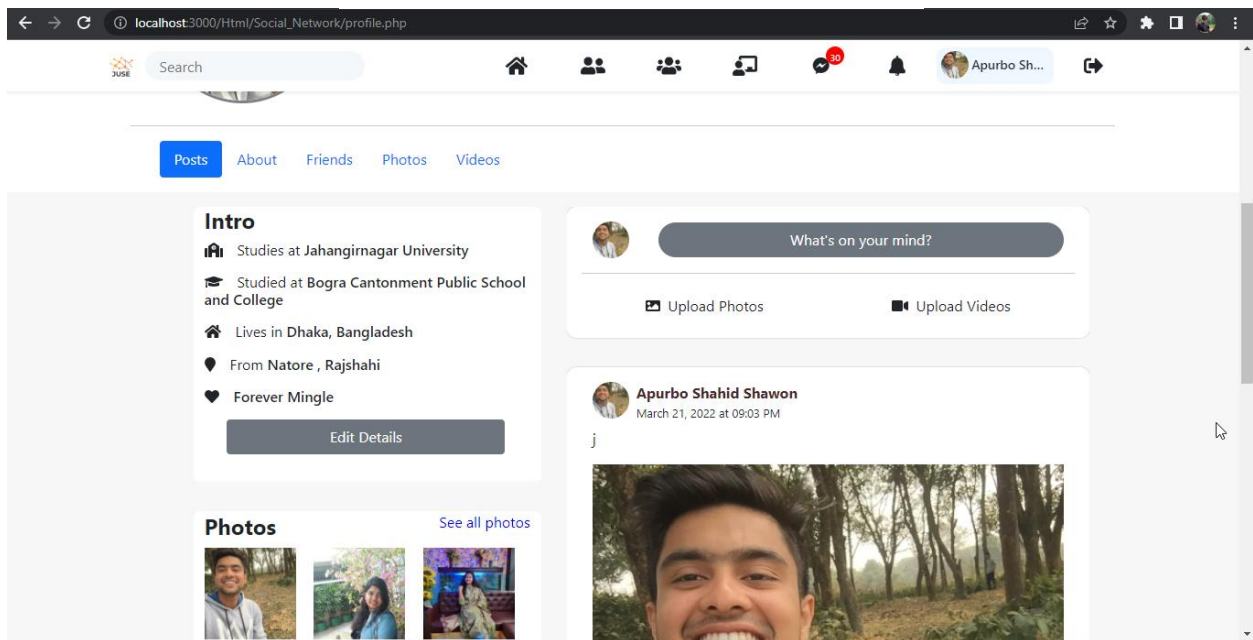 localhost:3000/Html/Social_Network/profile.php
JUSE
Search
30
Apurbo Sh...
Posts About Friends Photos Videos
Intro
Studies at Jahangirnagar University
Studied at Bogra Cantonment Public School
and College
Lives in Dhaka, Bangladesh
From Natore , Rajshahi
Forever Mingle
Edit Details
Photos
See all photos
What's on your mind?
Upload Photos
Upload Videos
Apurbo Shahid Shawon
March 21, 2022 at 09:03 PM
j